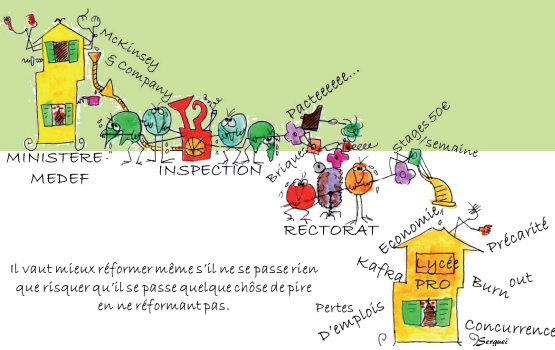 McKinsey
& Company
MINISTERE
MEDEF
INSPECTION
Pacteeeeee...
Briques
RECTORAT
Stages 50€
/semaine
Economie
Précarité
Kafka
Lycée
PRO
Burn out
Pertes
D'emplois
Concurrence
Il vaut mieux réformer même s'il ne se passe rien
que risquer qu'il se passe quelque chôse de pire
en ne réformant pas.
Sergueï